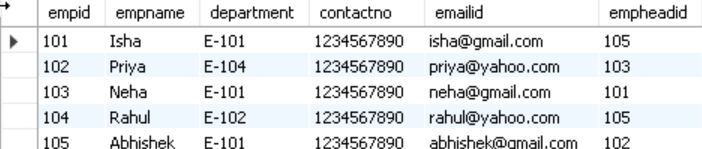 empid empname department contactno emailid empheadid
101 Isha E-101 1234567890 isha@gmail.com 105
102 Priya E-104 1234567890 priya@yahoo.com 103
103 Neha E-101 1234567890 neha@gmail.com 101
104 Rahul E-102 1234567890 rahul@yahoo.com 105
105 Abhishek E-101 1234567890 abhishek@gmail.com 102